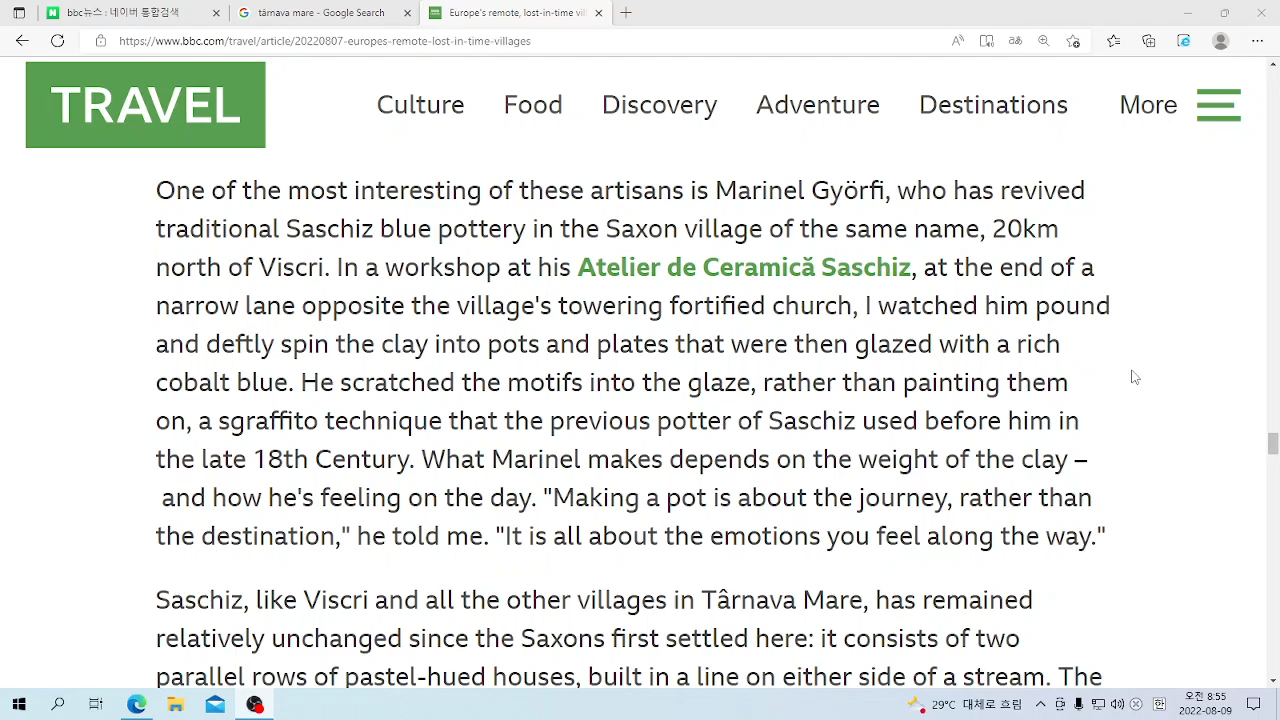 bbc뉴스 : 네이버 통합검색
târnava mare - Google Search
Europe's remote, lost-in-time vil
https://www.bbc.com/travel/article/20220807-europes-remote-lost-in-time-villages
TRAVEL
Culture Food Discovery Adventure Destinations More
One of the most interesting of these artisans is Marinel Györfi, who has revived
traditional Saschiz blue pottery in the Saxon village of the same name, 20km
north of Viscri. In a workshop at his Atelier de Ceramică Saschiz, at the end of a
narrow lane opposite the village's towering fortified church, I watched him pound
and deftly spin the clay into pots and plates that were then glazed with a rich
cobalt blue. He scratched the motifs into the glaze, rather than painting them
on, a sgraffito technique that the previous potter of Saschiz used before him in
the late 18th Century. What Marinel makes depends on the weight of the clay –
and how he's feeling on the day. "Making a pot is about the journey, rather than
the destination," he told me. "It is all about the emotions you feel along the way."
Saschiz, like Viscri and all the other villages in Târnava Mare, has remained
relatively unchanged since the Saxons first settled here: it consists of two
parallel rows of pastel-hued houses, built in a line on either side of a stream. The
29°C 대체로 흐림
한
오전 8:55
2022-08-09